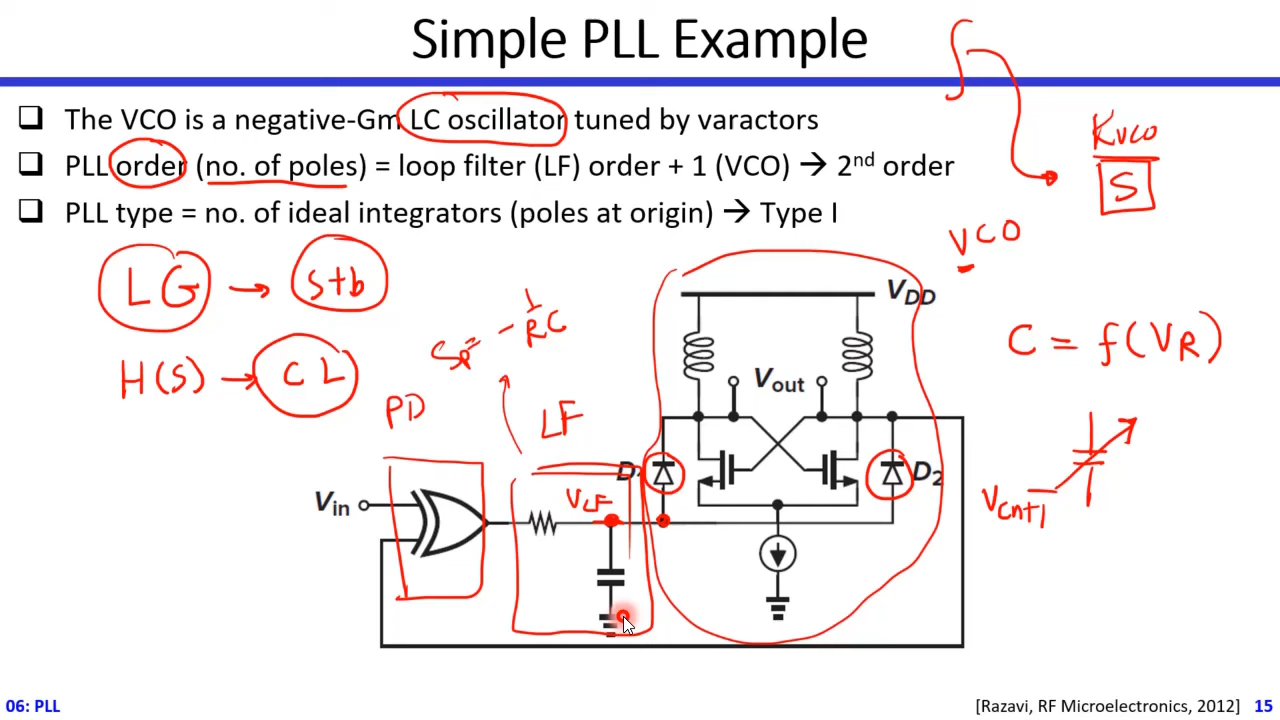 Simple PLL Example
❑ The VCO is a negative-Gm LC oscillator tuned by varactors
❑ PLL order (no. of poles) = loop filter (LF) order + 1 (VCO) → 2nd order
❑ PLL type = no. of ideal integrators (poles at origin) → Type I
∫
KVCO
S
VCO
LG → stb
H(S) → CL
SP = -1/RC
PD
LF
VLF
VDD
Vout
C = f(VR)
D1
D2
Vin
Vcntl
06: PLL
[Razavi, RF Microelectronics, 2012] 15